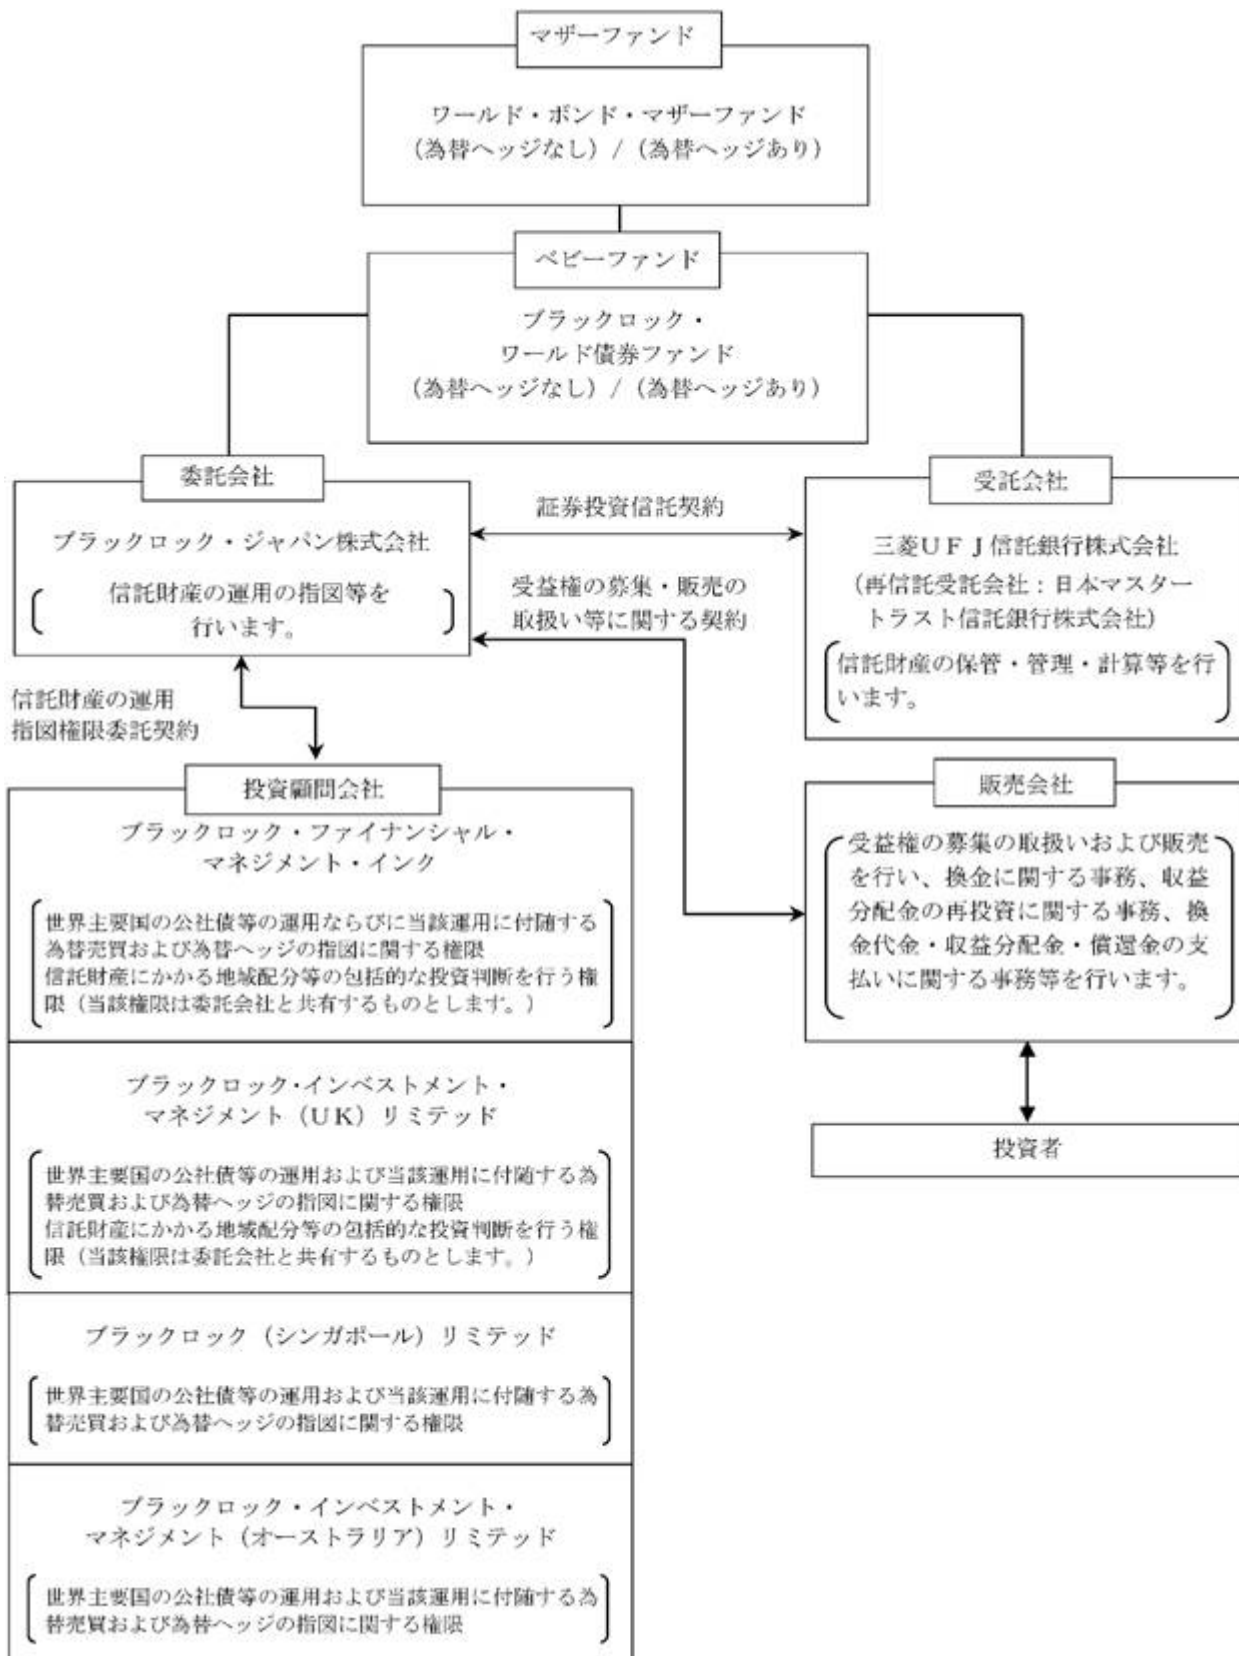 マザーファンド
ワールド・ボンド・マザーファンド
(為替ヘッジなし) / (為替ヘッジあり)
ベビーファンド
ブラックロック・
ワールド債券ファンド
(為替ヘッジなし) / (為替ヘッジあり)
委託会社
ブラックロック・ジャパン株式会社
信託財産の運用の指図等を
行います。
証券投資信託契約
受益権の募集・販売の
取扱い等に関する契約
受託会社
三菱UFJ信託銀行株式会社
(再信託受託会社：日本マスター
トラスト信託銀行株式会社)
信託財産の保管・管理・計算等を行
います。
信託財産の運用
指図権限委託契約
投資顧問会社
ブラックロック・ファイナンシャル・
マネジメント・インク
世界主要国の公社債等の運用ならびに当該運用に付随する
為替売買および為替ヘッジの指図に関する権限
信託財産にかかる地域配分等の包括的な投資判断を行う権
限（当該権限は委託会社と共有するものとします。）
ブラックロック・インベストメント・
マネジメント（UK）リミテッド
世界主要国の公社債等の運用および当該運用に付随する為
替売買および為替ヘッジの指図に関する権限
信託財産にかかる地域配分等の包括的な投資判断を行う権
限（当該権限は委託会社と共有するものとします。）
ブラックロック（シンガポール）リミテッド
世界主要国の公社債等の運用および当該運用に付随する為
替売買および為替ヘッジの指図に関する権限
ブラックロック・インベストメント・
マネジメント（オーストラリア）リミテッド
世界主要国の公社債等の運用および当該運用に付随する為
替売買および為替ヘッジの指図に関する権限
販売会社
受益権の募集の取扱いおよび販売
を行い、換金に関する事務、収益
分配金の再投資に関する事務、換
金代金・収益分配金・償還金の支
払いに関する事務等を行います。
投資者